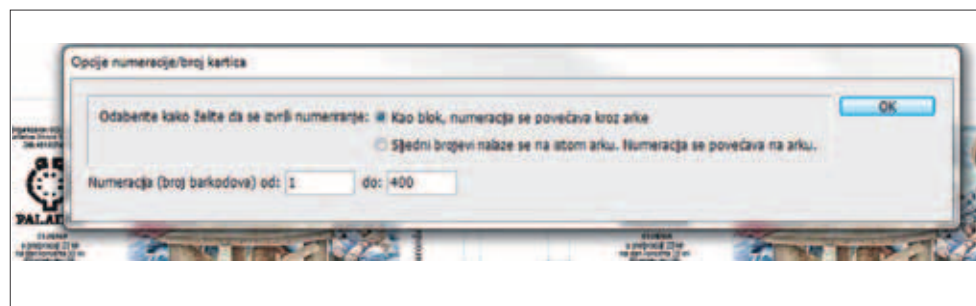 Opcije numeracije/broj kartica
Odaberite kako želite da se izvrši numeriranje: Kao blok, numeracija se povećava kroz arke
OK
Sljedni brojevi nalaze se na istom arku. Numeracija se povećava na arku.
Numeracija (broj barkodova) od: 1 do: 400